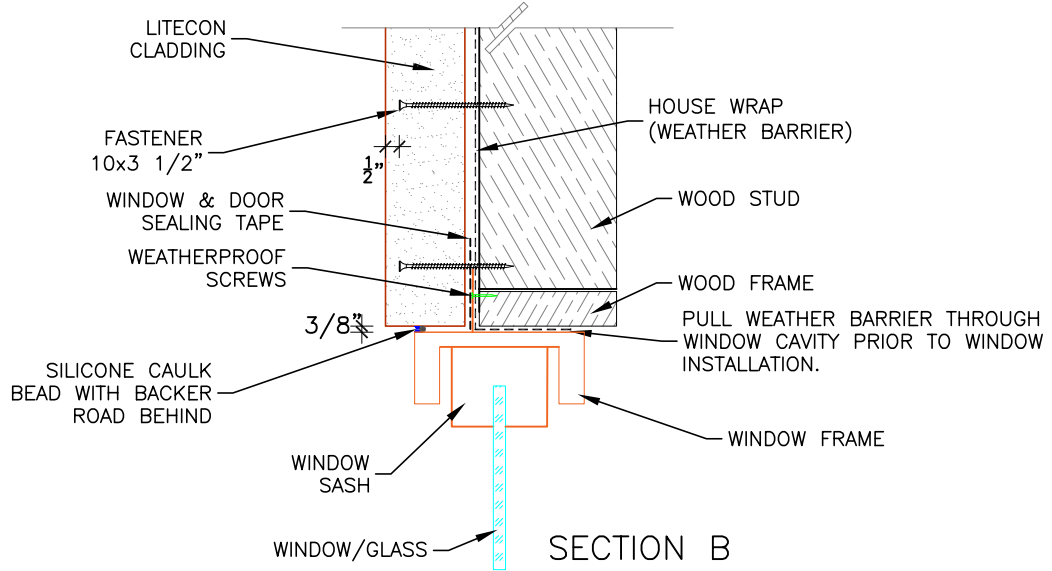 LITECON
CLADDING
FASTENER
10x3 1/2"
1/2"
WINDOW & DOOR
SEALING TAPE
WEATHERPROOF
SCREWS
3/8"
SILICONE CAULK
BEAD WITH BACKER
ROAD BEHIND
WINDOW
SASH
WINDOW/GLASS
HOUSE WRAP
(WEATHER BARRIER)
WOOD STUD
WOOD FRAME
PULL WEATHER BARRIER THROUGH
WINDOW CAVITY PRIOR TO WINDOW
INSTALLATION.
WINDOW FRAME
SECTION B